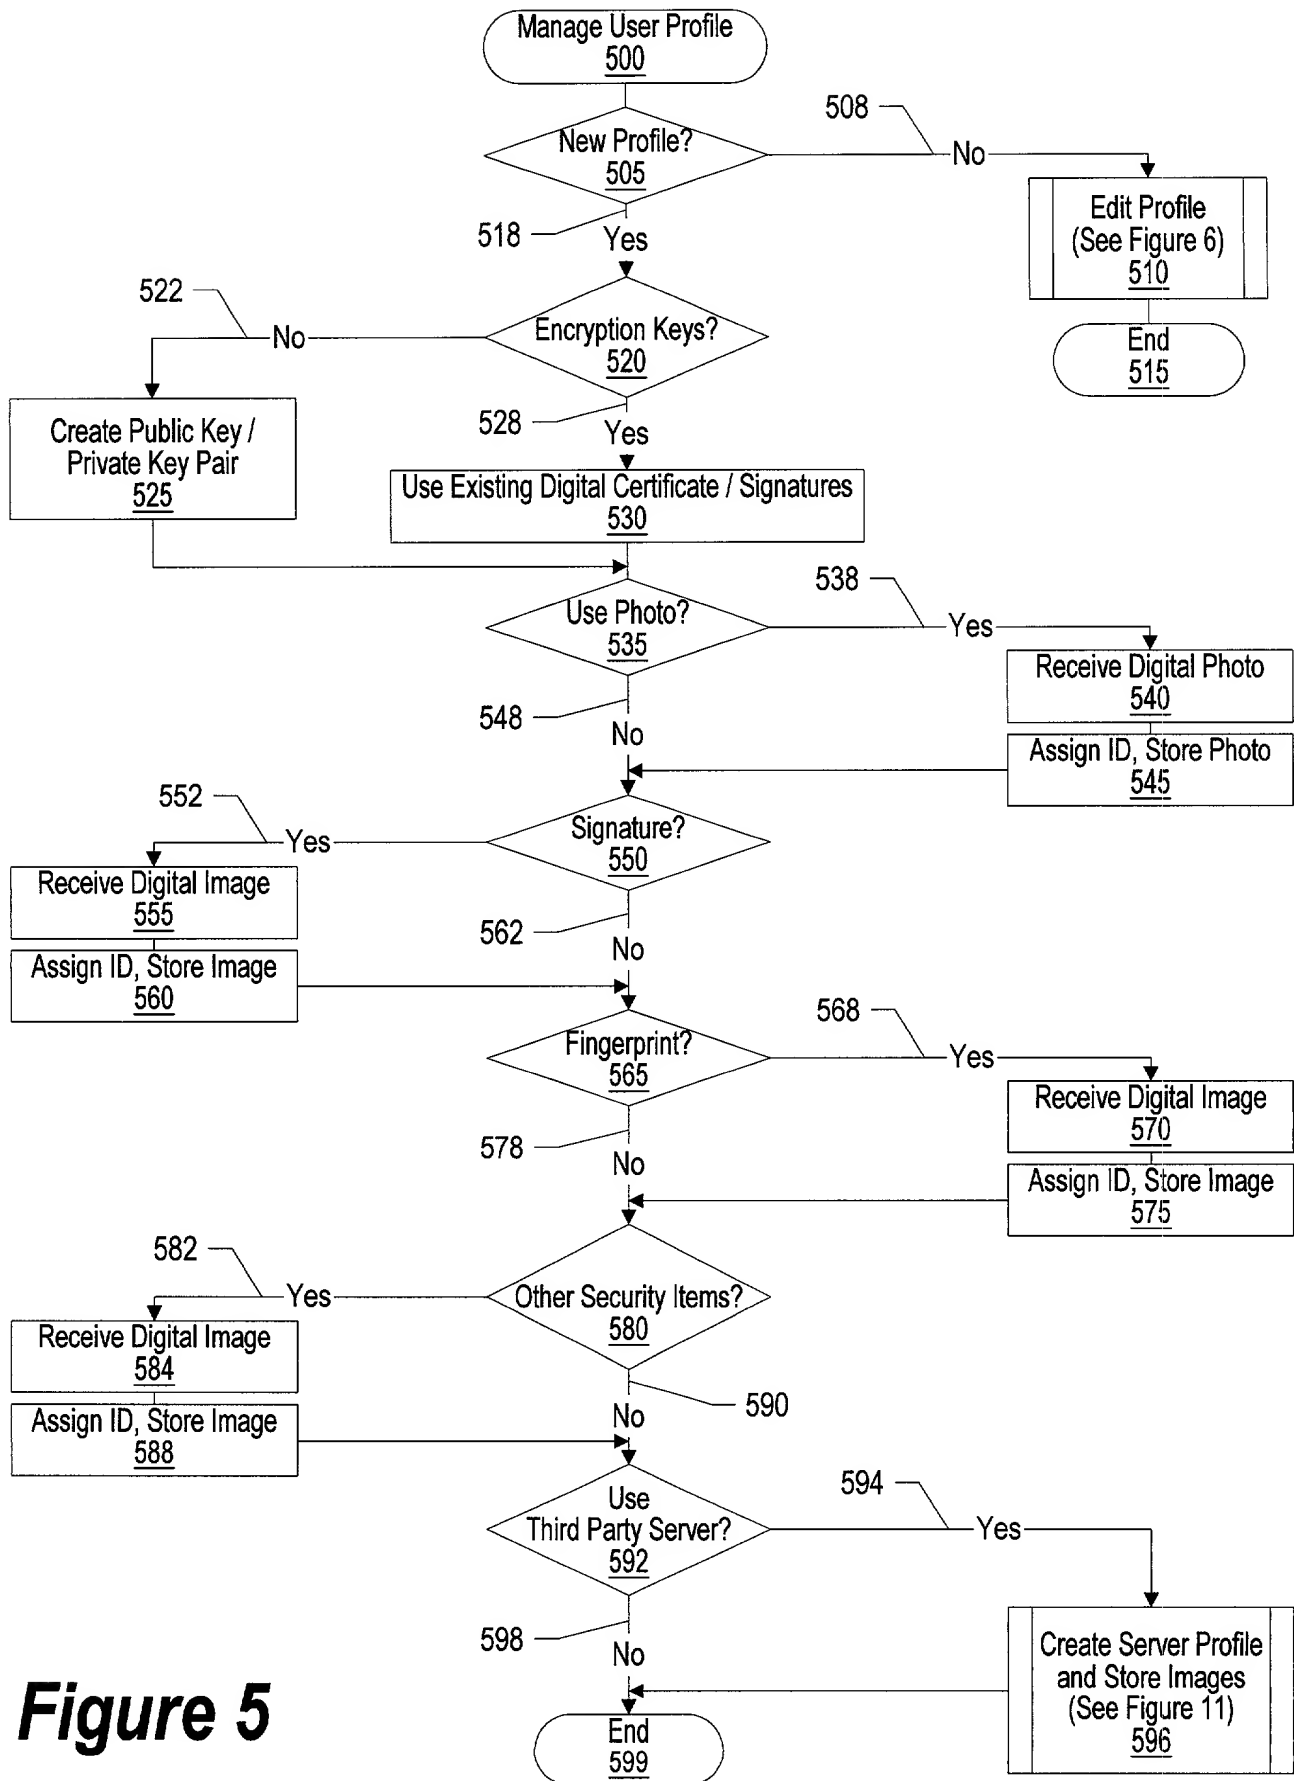 Manage User Profile
500
508
New Profile?
505
No
518
Yes
Edit Profile
(See Figure 6)
510
522
No
Encryption Keys?
520
End
515
528
Yes
Create Public Key /
Private Key Pair
525
Use Existing Digital Certificate / Signatures
530
538
Use Photo?
535
Yes
548
No
Receive Digital Photo
540
Assign ID, Store Photo
545
552
Yes
Signature?
550
Receive Digital Image
555
562
No
Assign ID, Store Image
560
568
Fingerprint?
565
Yes
578
No
Receive Digital Image
570
Assign ID, Store Image
575
582
Yes
Other Security Items?
580
Receive Digital Image
584
590
No
Assign ID, Store Image
588
594
Use
Third Party Server?
592
Yes
598
No
Create Server Profile
and Store Images
(See Figure 11)
596
End
599
Figure 5